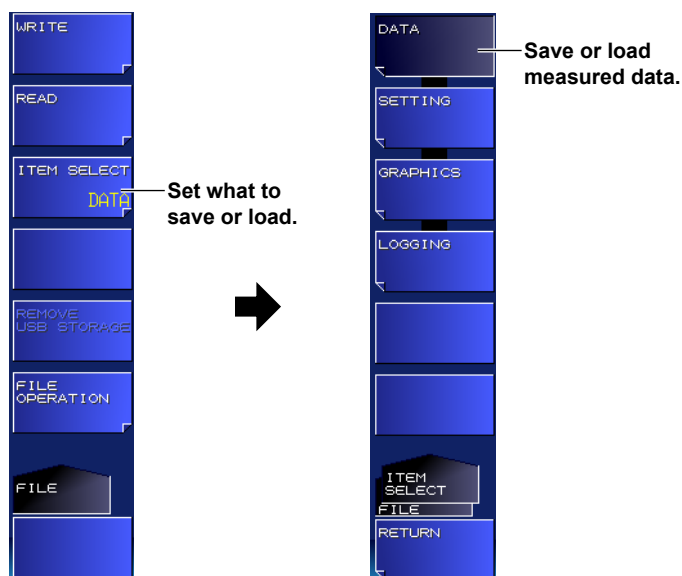 WRITE
READ
ITEM SELECT
DATA
Set what to
save or load.
REMOVE
USB STORAGE
FILE
OPERATION
FILE
DATA
Save or load
measured data.
SETTING
GRAPHICS
LOGGING
ITEM
SELECT
FILE
RETURN